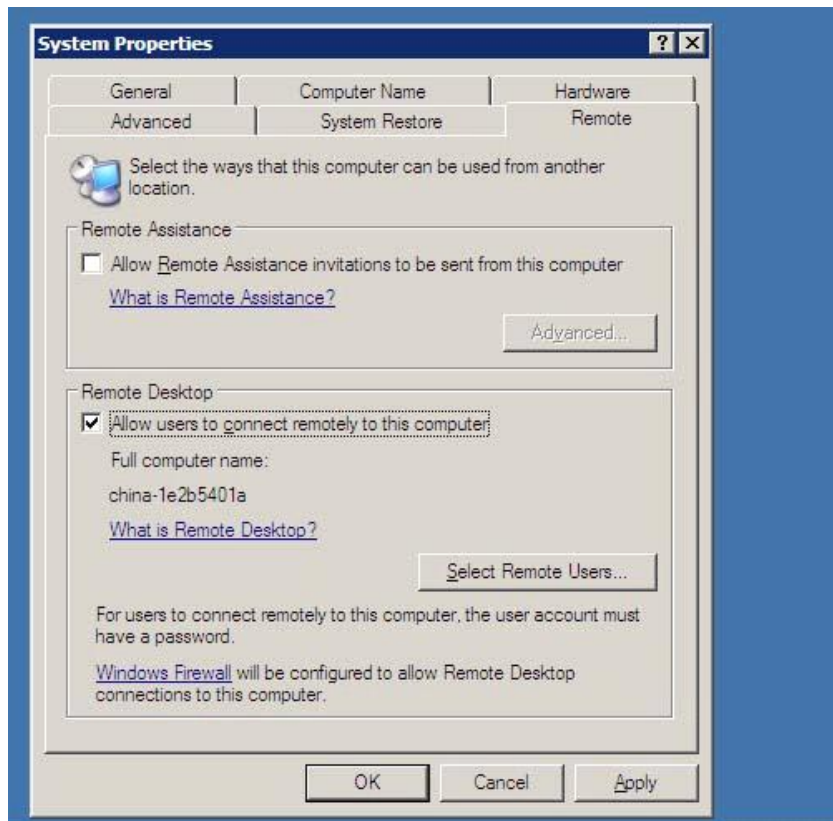 System Properties
General
Computer Name
Hardware
Advanced
System Restore
Remote
Select the ways that this computer can be used from another
location.
Remote Assistance
Allow Remote Assistance invitations to be sent from this computer
What is Remote Assistance?
Advanced...
Remote Desktop
Allow users to connect remotely to this computer
Full computer name:
china-1e2b5401a
What is Remote Desktop?
Select Remote Users...
For users to connect remotely to this computer, the user account must
have a password.
Windows Firewall will be configured to allow Remote Desktop
connections to this computer.
OK
Cancel
Apply